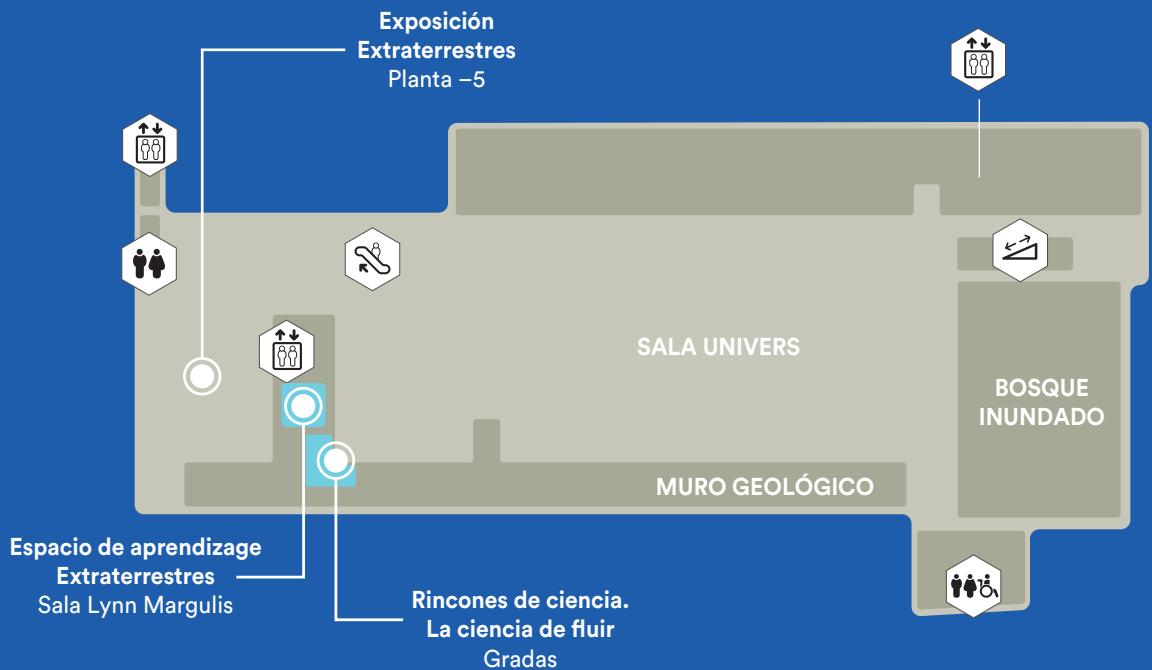 Exposición
Extraterrestres
Planta –5
SALA UNIVERS
BOSQUE
INUNDADO
MURO GEOLÓGICO
Espacio de aprendizage
Extraterrestres
Sala Lynn Margulis
Rincones de ciencia.
La ciencia de fluir
Gradas